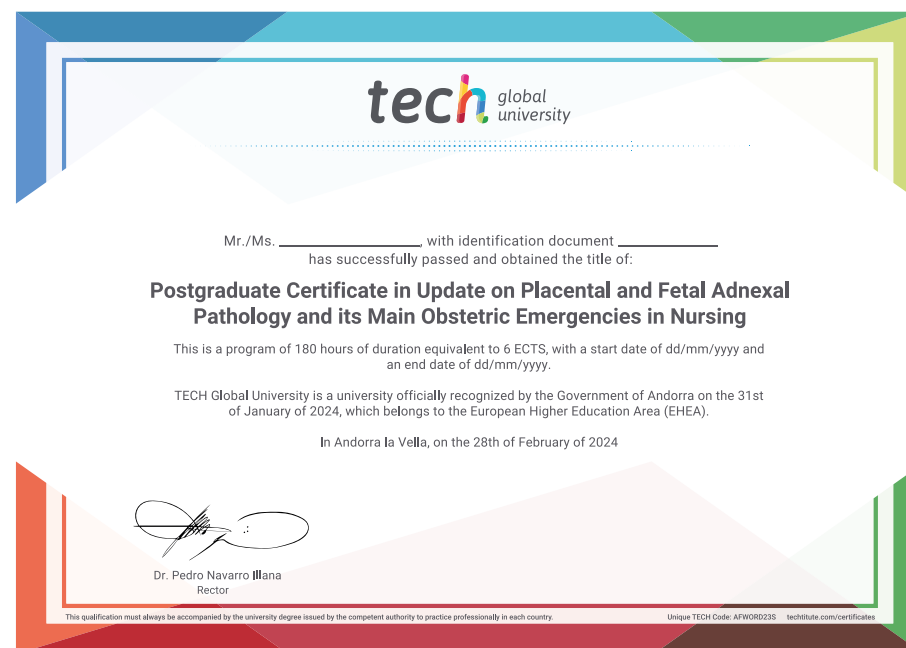 tech global
university
Mr./Ms. ____________, with identification document ____________
has successfully passed and obtained the title of:
Postgraduate Certificate in Update on Placental and Fetal Adnexal
Pathology and its Main Obstetric Emergencies in Nursing
This is a program of 180 hours of duration equivalent to 6 ECTS, with a start date of dd/mm/yyyy and
an end date of dd/mm/yyyy.
TECH Global University is a university officially recognized by the Government of Andorra on the 31st
of January of 2024, which belongs to the European Higher Education Area (EHEA).
In Andorra la Vella, on the 28th of February of 2024
Dr. Pedro Navarro Illana
Rector
This qualification must always be accompanied by the university degree issued by the competent authority to practice professionally in each country.
Unique TECH Code: AFWORD23S techtitute.com/certificates